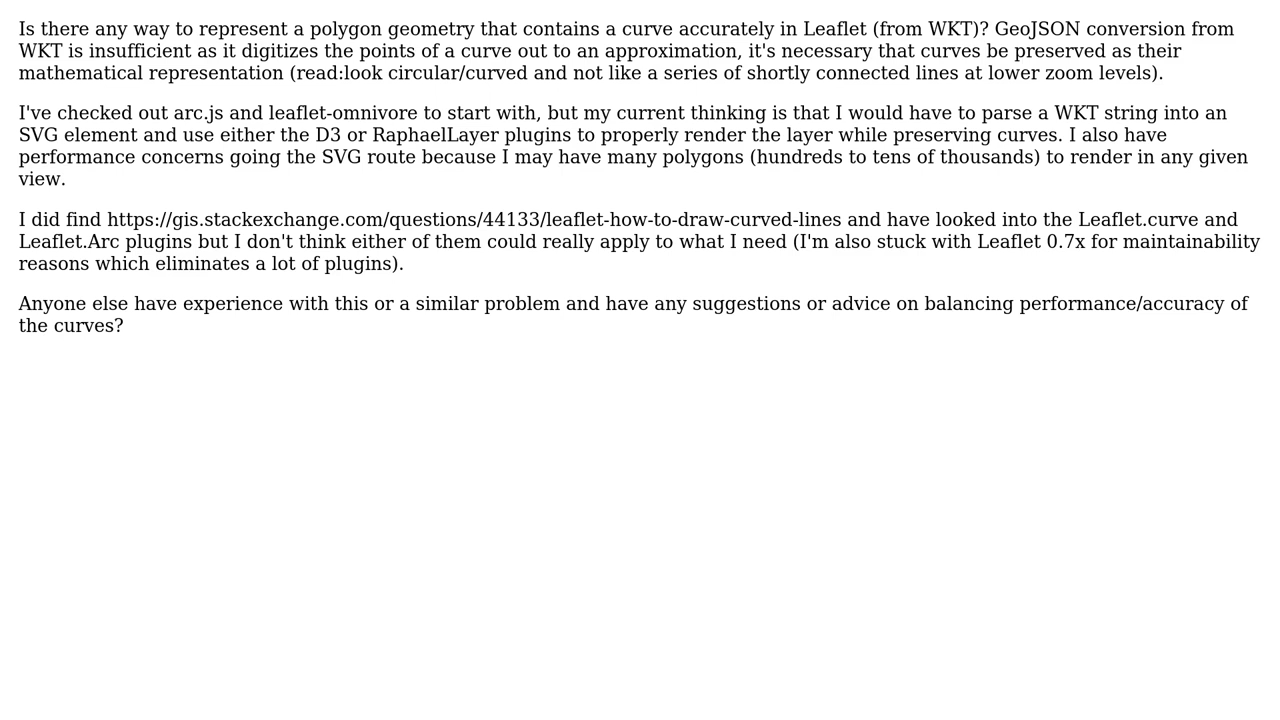 Is there any way to represent a polygon geometry that contains a curve accurately in Leaflet (from WKT)? GeoJSON conversion from
WKT is insufficient as it digitizes the points of a curve out to an approximation, it's necessary that curves be preserved as their
mathematical representation (read:look circular/curved and not like a series of shortly connected lines at lower zoom levels).
I've checked out arc.js and leaflet-omnivore to start with, but my current thinking is that I would have to parse a WKT string into an
SVG element and use either the D3 or RaphaelLayer plugins to properly render the layer while preserving curves. I also have
performance concerns going the SVG route because I may have many polygons (hundreds to tens of thousands) to render in any given
view.
I did find https://gis.stackexchange.com/questions/44133/leaflet-how-to-draw-curved-lines and have looked into the Leaflet.curve and
Leaflet.Arc plugins but I don't think either of them could really apply to what I need (I'm also stuck with Leaflet 0.7x for maintainability
reasons which eliminates a lot of plugins).
Anyone else have experience with this or a similar problem and have any suggestions or advice on balancing performance/accuracy of
the curves?